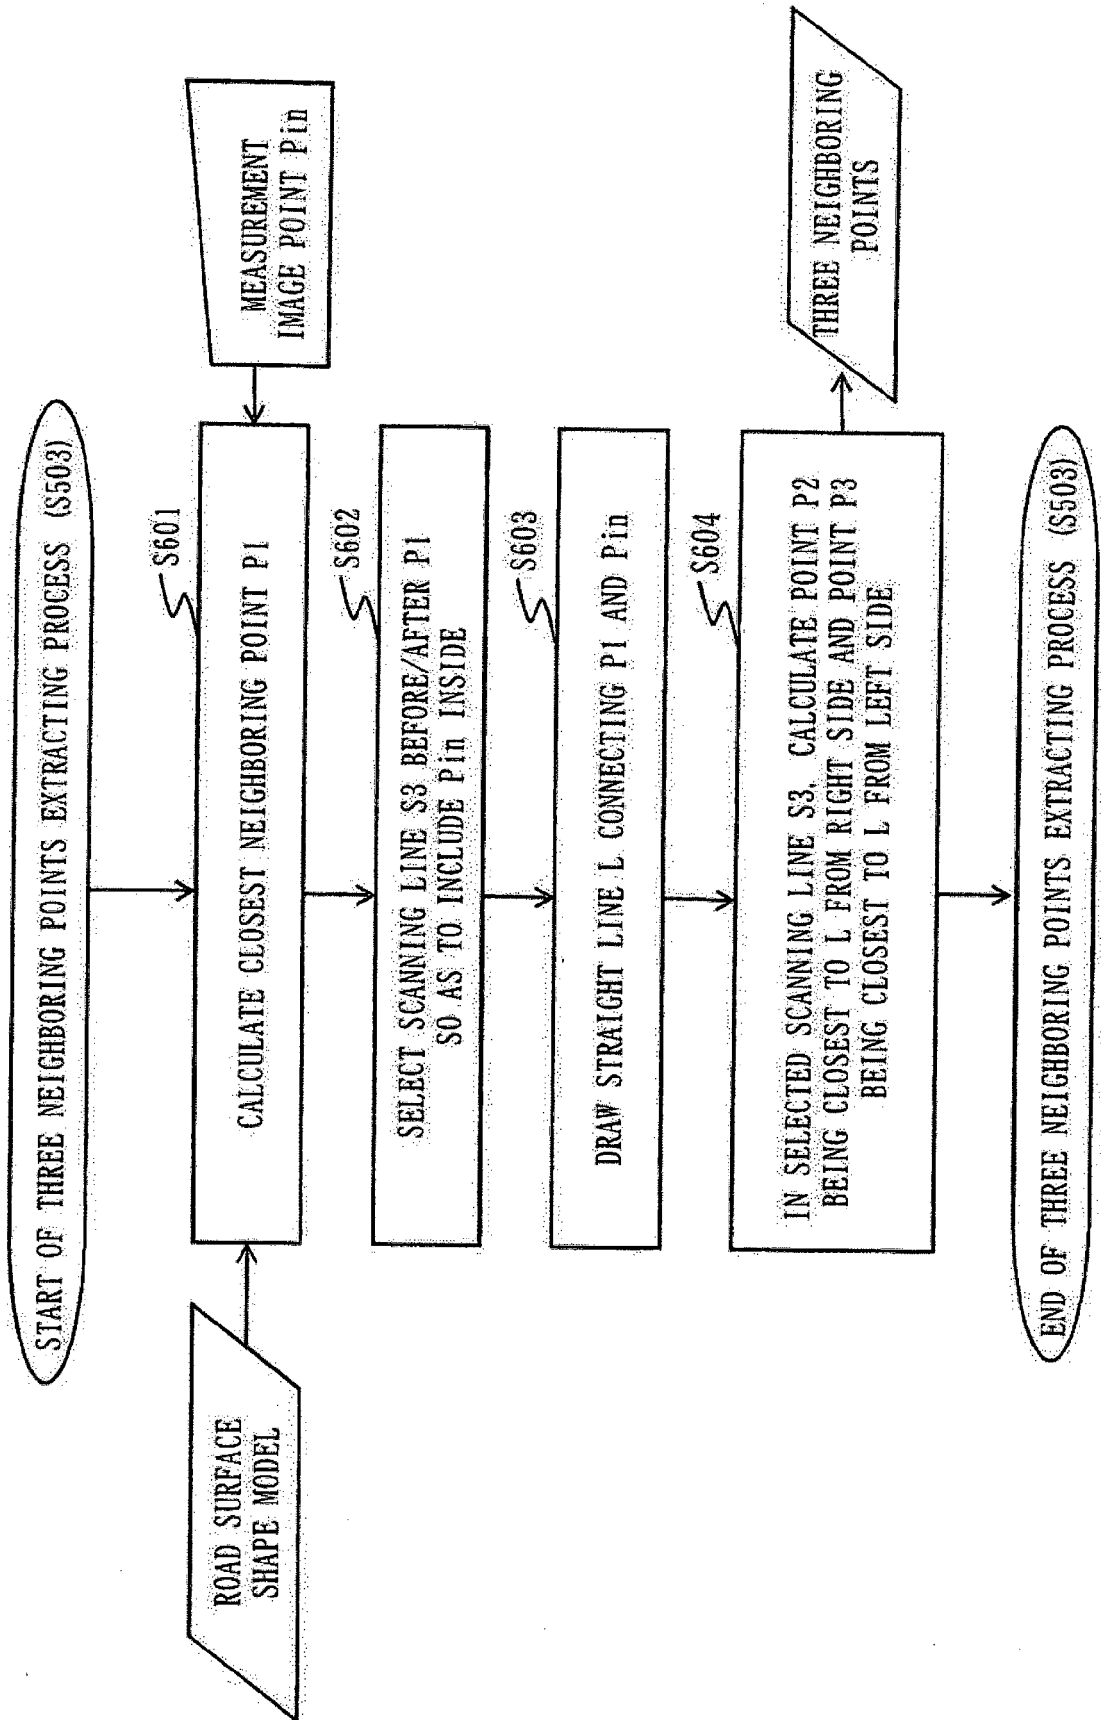 START OF THREE NEIGHBORING POINTS EXTRACTING PROCESS (S503)
ROAD SURFACE
SHAPE MODEL
S601
CALCULATE CLOSEST NEIGHBORING POINT P1
MEASUREMENT
IMAGE POINT Pin
S602
SELECT SCANNING LINE S3 BEFORE/AFTER P1
SO AS TO INCLUDE Pin INSIDE
S603
DRAW STRAIGHT LINE L CONNECTING P1 AND Pin
S604
IN SELECTED SCANNING LINE S3, CALCULATE POINT P2
BEING CLOSEST TO L FROM RIGHT SIDE AND POINT P3
BEING CLOSEST TO L FROM LEFT SIDE
THREE NEIGHBORING
POINTS
END OF THREE NEIGHBORING POINTS EXTRACTING PROCESS (S503)